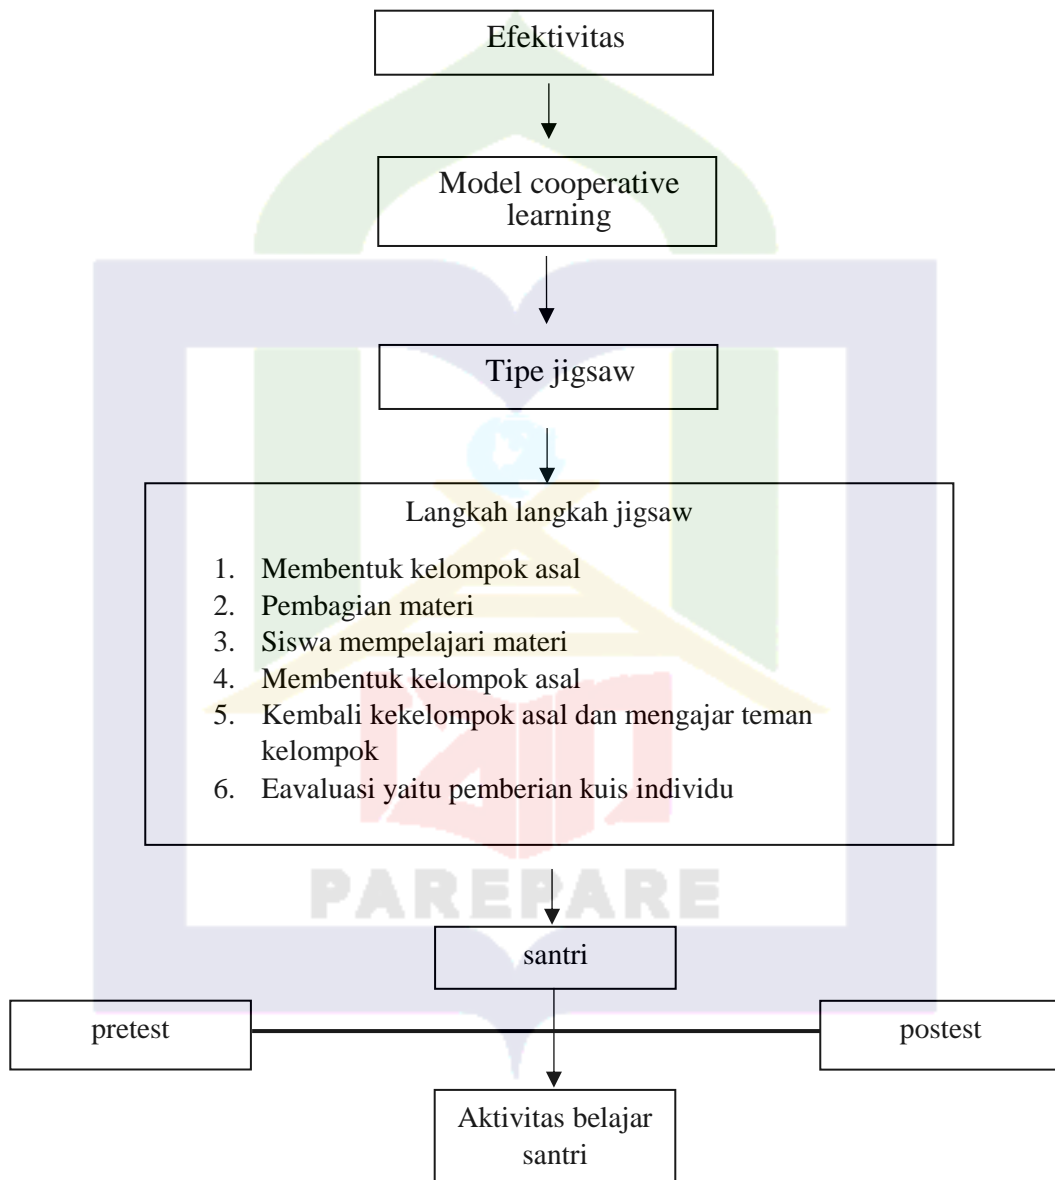 Efektivitas
Model cooperative
learning
Tipe jigsaw
Langkah langkah jigsaw
1. Membentuk kelompok asal
2. Pembagian materi
3. Siswa mempelajari materi
4. Membentuk kelompok asal
5. Kembali kekelompok asal dan mengajar teman
kelompok
6. Eavaluasi yaitu pemberian kuis individu
PAREPARE
santri
pretest
postest
Aktivitas belajar
santri